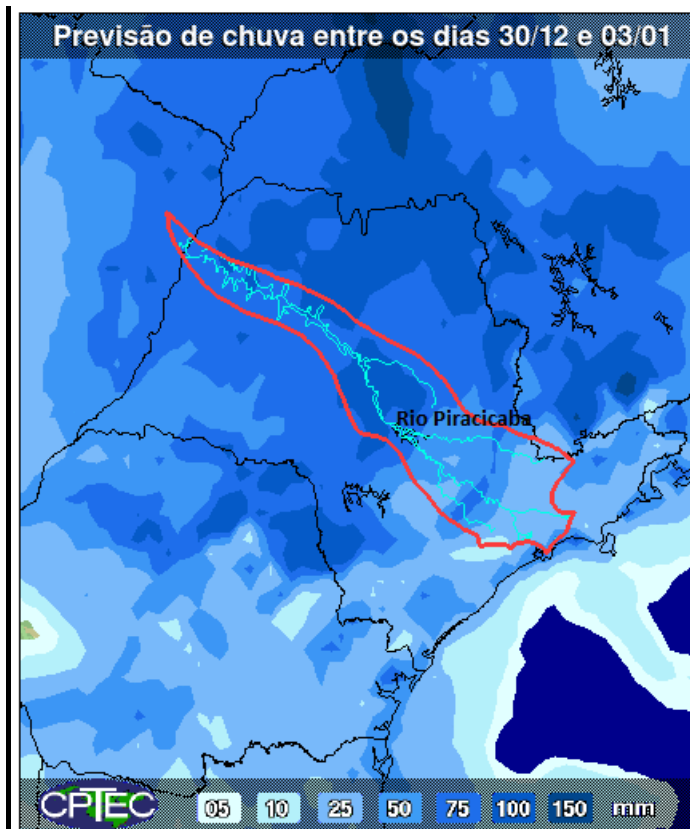 Previsão de chuva entre os dias 30/12 e 03/01
Rio Piracicaba
CPTEC 05 10 25 50 75 100 150 mm